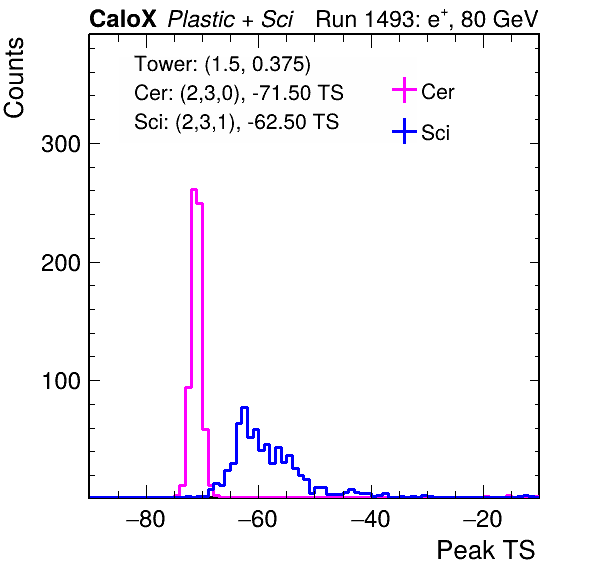 CaloX Plastic + Sci Run 1493: e⁺, 80 GeV
Counts
Tower: (1.5, 0.375)
Cer: (2,3,0), -71.50 TS
Sci: (2,3,1), -62.50 TS
Cer
Sci
300
200
100
−80 −60 −40 −20
Peak TS